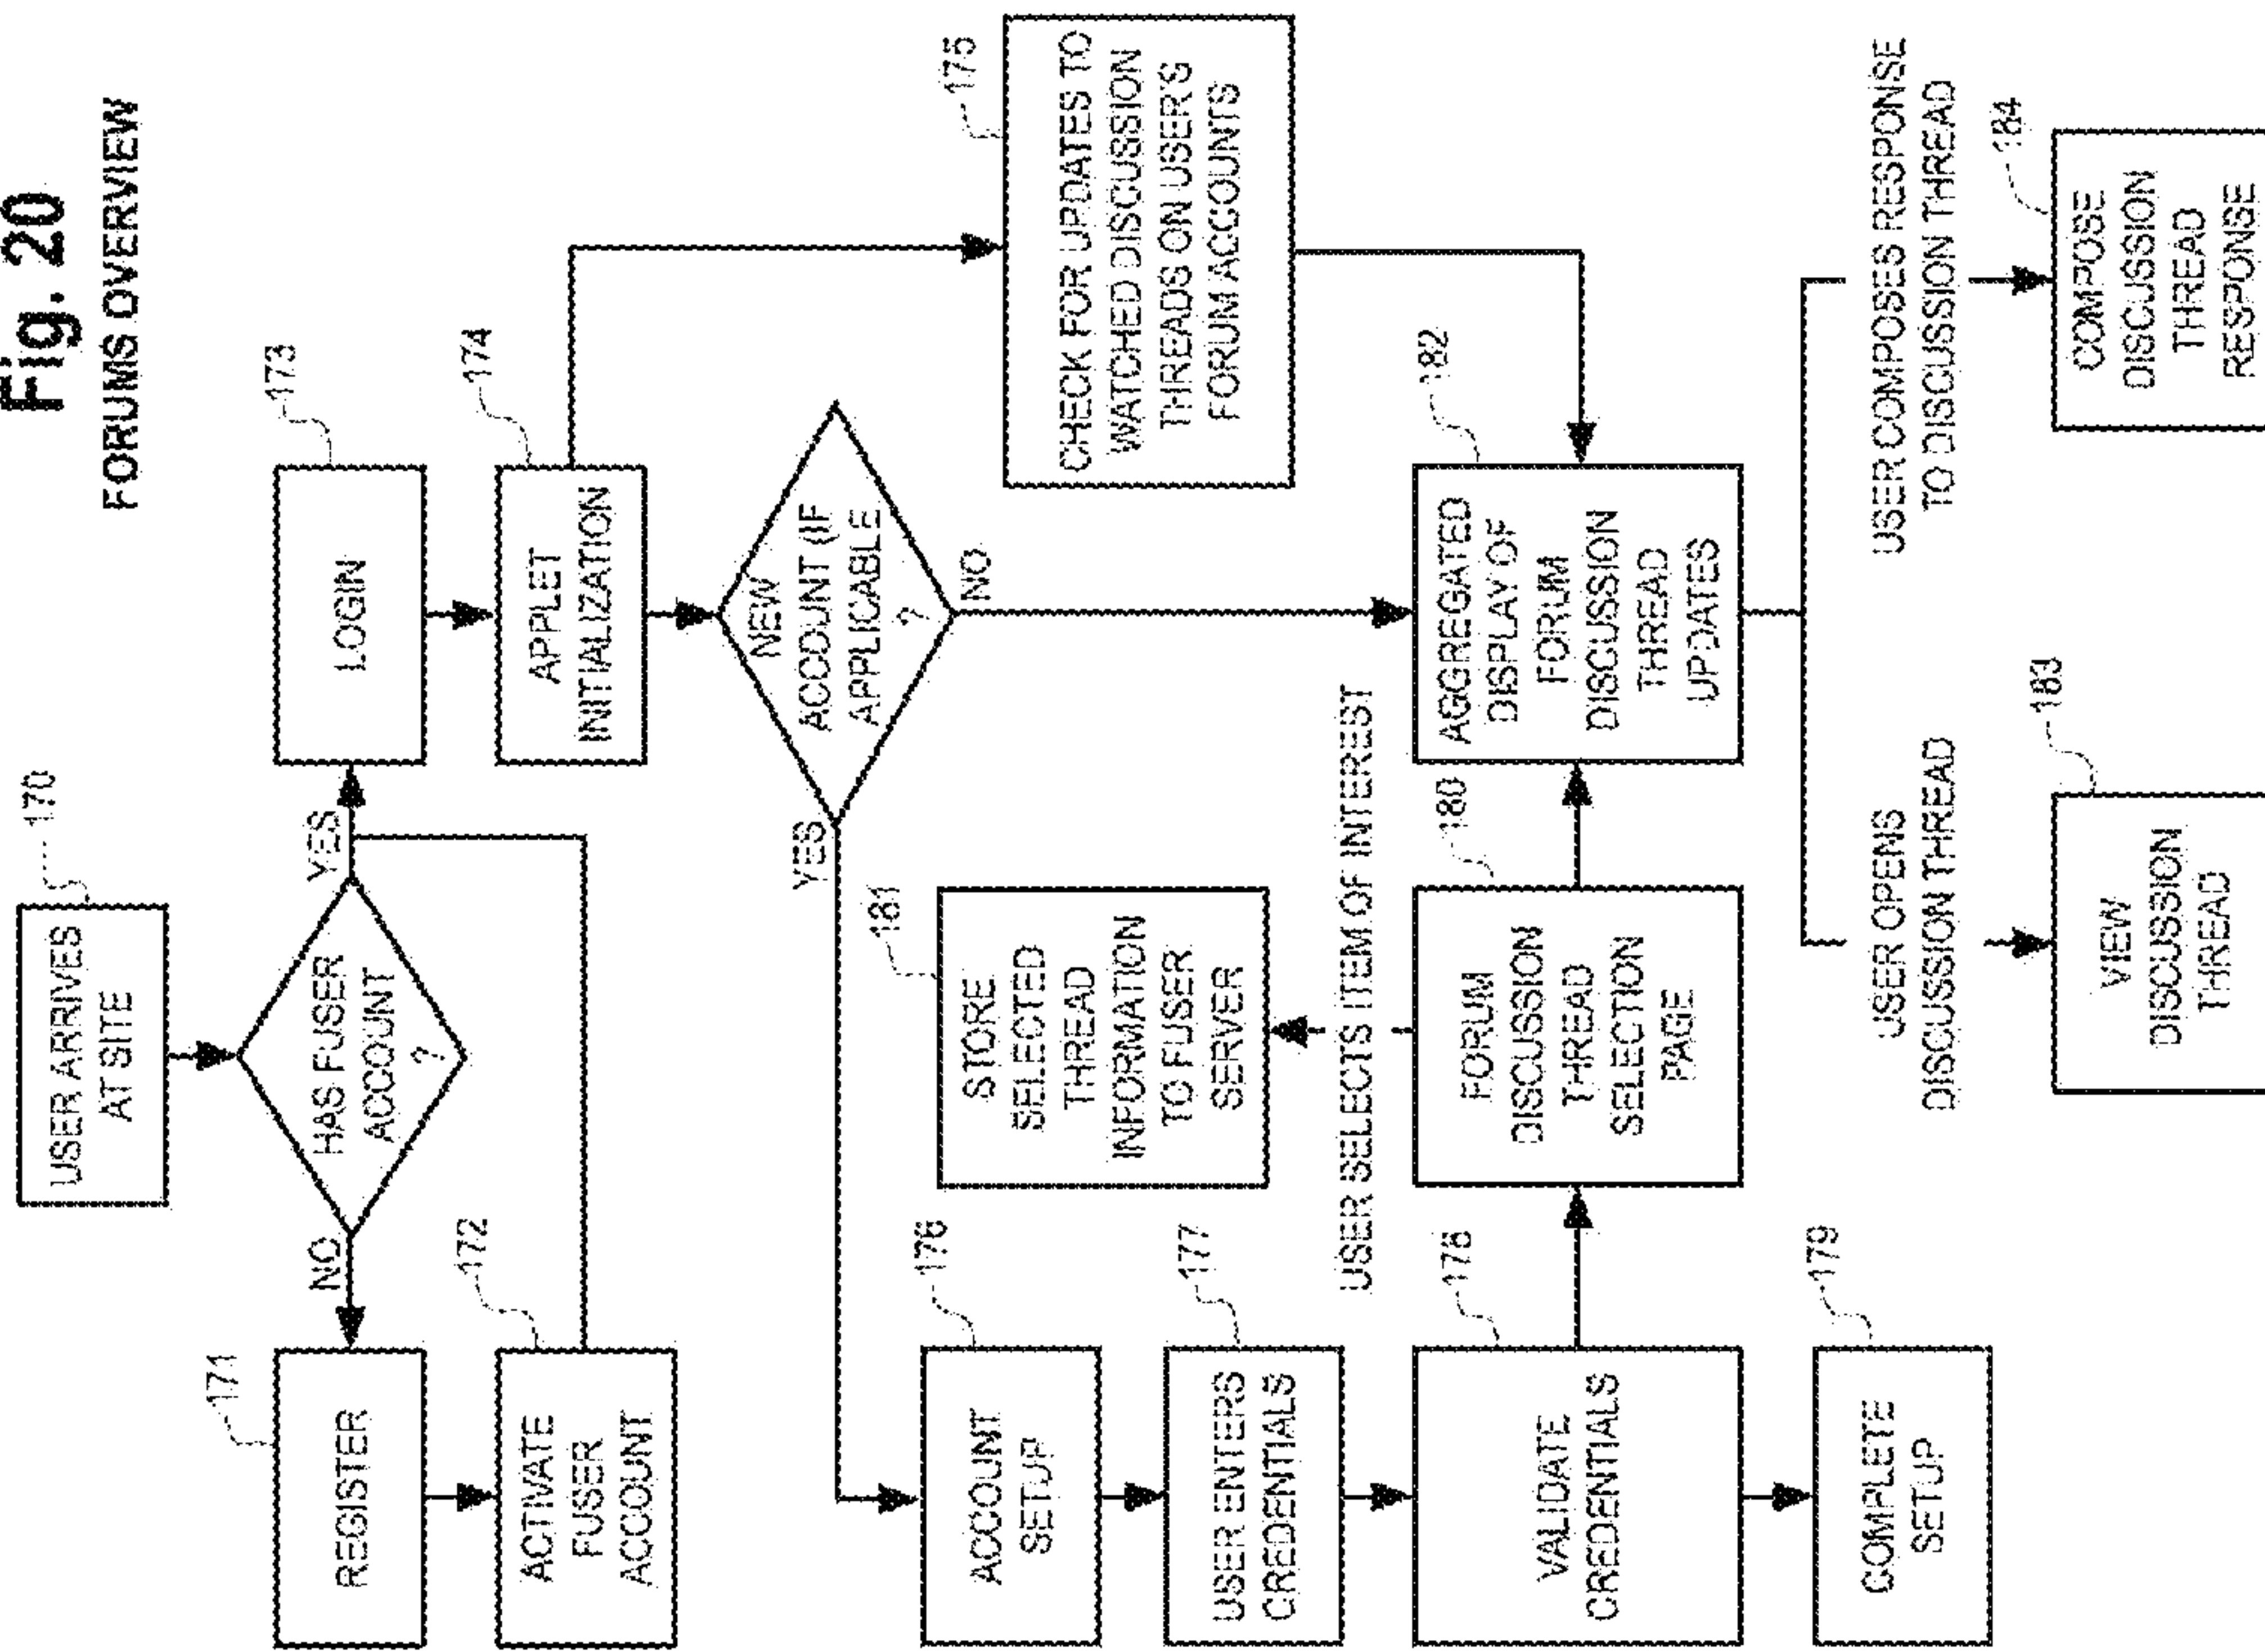 Fig. 20
FORUMS OVERVIEW
USER ARRIVES
AT SITE
170
HAS FUSER
ACCOUNT
?
NO
YES
171
REGISTER
172
ACTIVATE
FUSER
ACCOUNT
173
LOGIN
174
APPLET
INITIALIZATION
NEW
ACCOUNT (IF
APPLICABLE
?
YES
NO
175
CHECK FOR UPDATES TO
WATCHED DISCUSSION
THREADS ON USER'S
FORUM ACCOUNTS
176
ACCOUNT
SETUP
177
USER ENTERS
CREDENTIALS
178
VALIDATE
CREDENTIALS
179
COMPLETE
SETUP
181
STORE
SELECTED
THREAD
INFORMATION
TO FUSER
SERVER
USER SELECTS ITEM OF INTEREST
180
FORUM
DISCUSSION
THREAD
SELECTION
PAGE
182
AGGREGATED
DISPLAY OF
FORUM
DISCUSSION
THREAD
UPDATES
USER OPENS
DISCUSSION THREAD
183
VIEW
DISCUSSION
THREAD
USER COMPOSES RESPONSE
TO DISCUSSION THREAD
184
COMPOSE
DISCUSSION
THREAD
RESPONSE